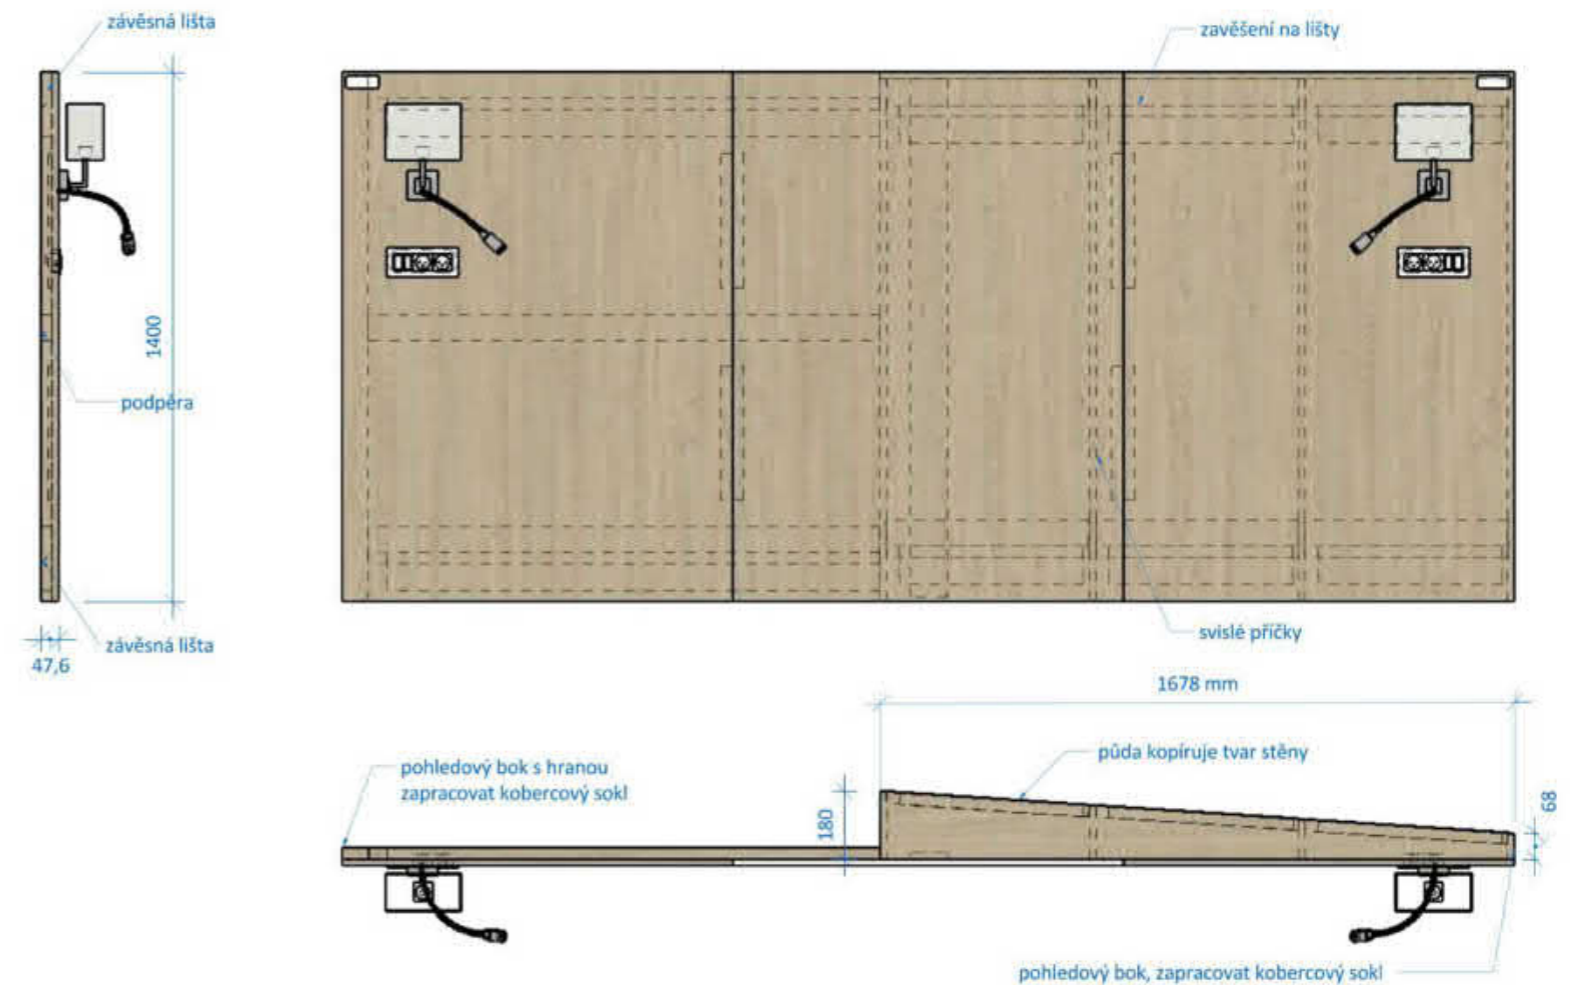 závěsná lišta
zavěšení na lišty
1400
podpěra
závěsná lišta
47,6
svislé příčky
1678 mm
půda kopíruje tvar stěny
pohledový bok s hranou
zapracovat kobercový sokl
180
68
pohledový bok, zapracovat kobercový sokl